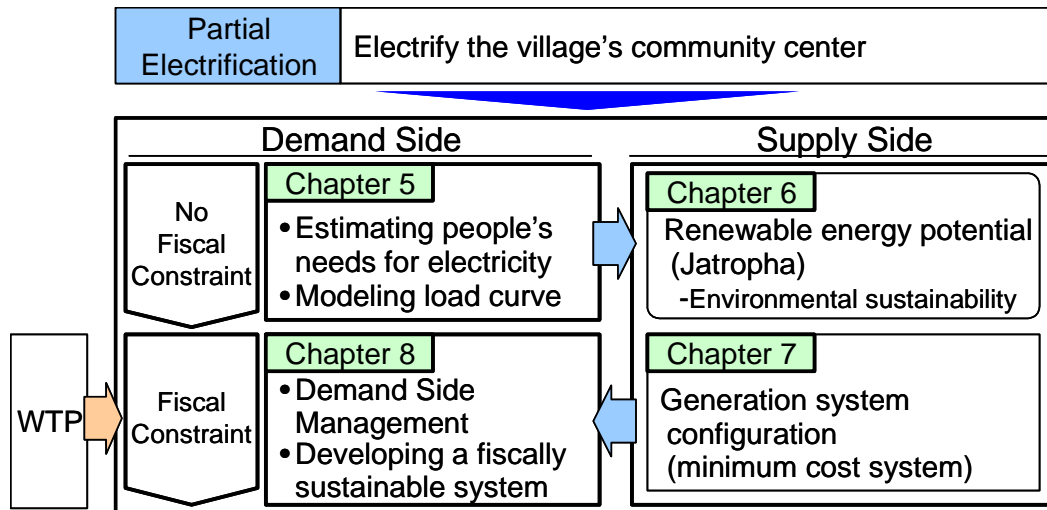 Partial
Electrification
Electrify the village's community center
Demand Side
Supply Side
No
Fiscal
Constraint
Chapter 5
•Estimating people's
needs for electricity
•Modeling load curve
Chapter 6
Renewable energy potential
(Jatropha)
-Environmental sustainability
WTP
Fiscal
Constraint
Chapter 8
•Demand Side
Management
•Developing a fiscally
sustainable system
Chapter 7
Generation system
configuration
(minimum cost system)